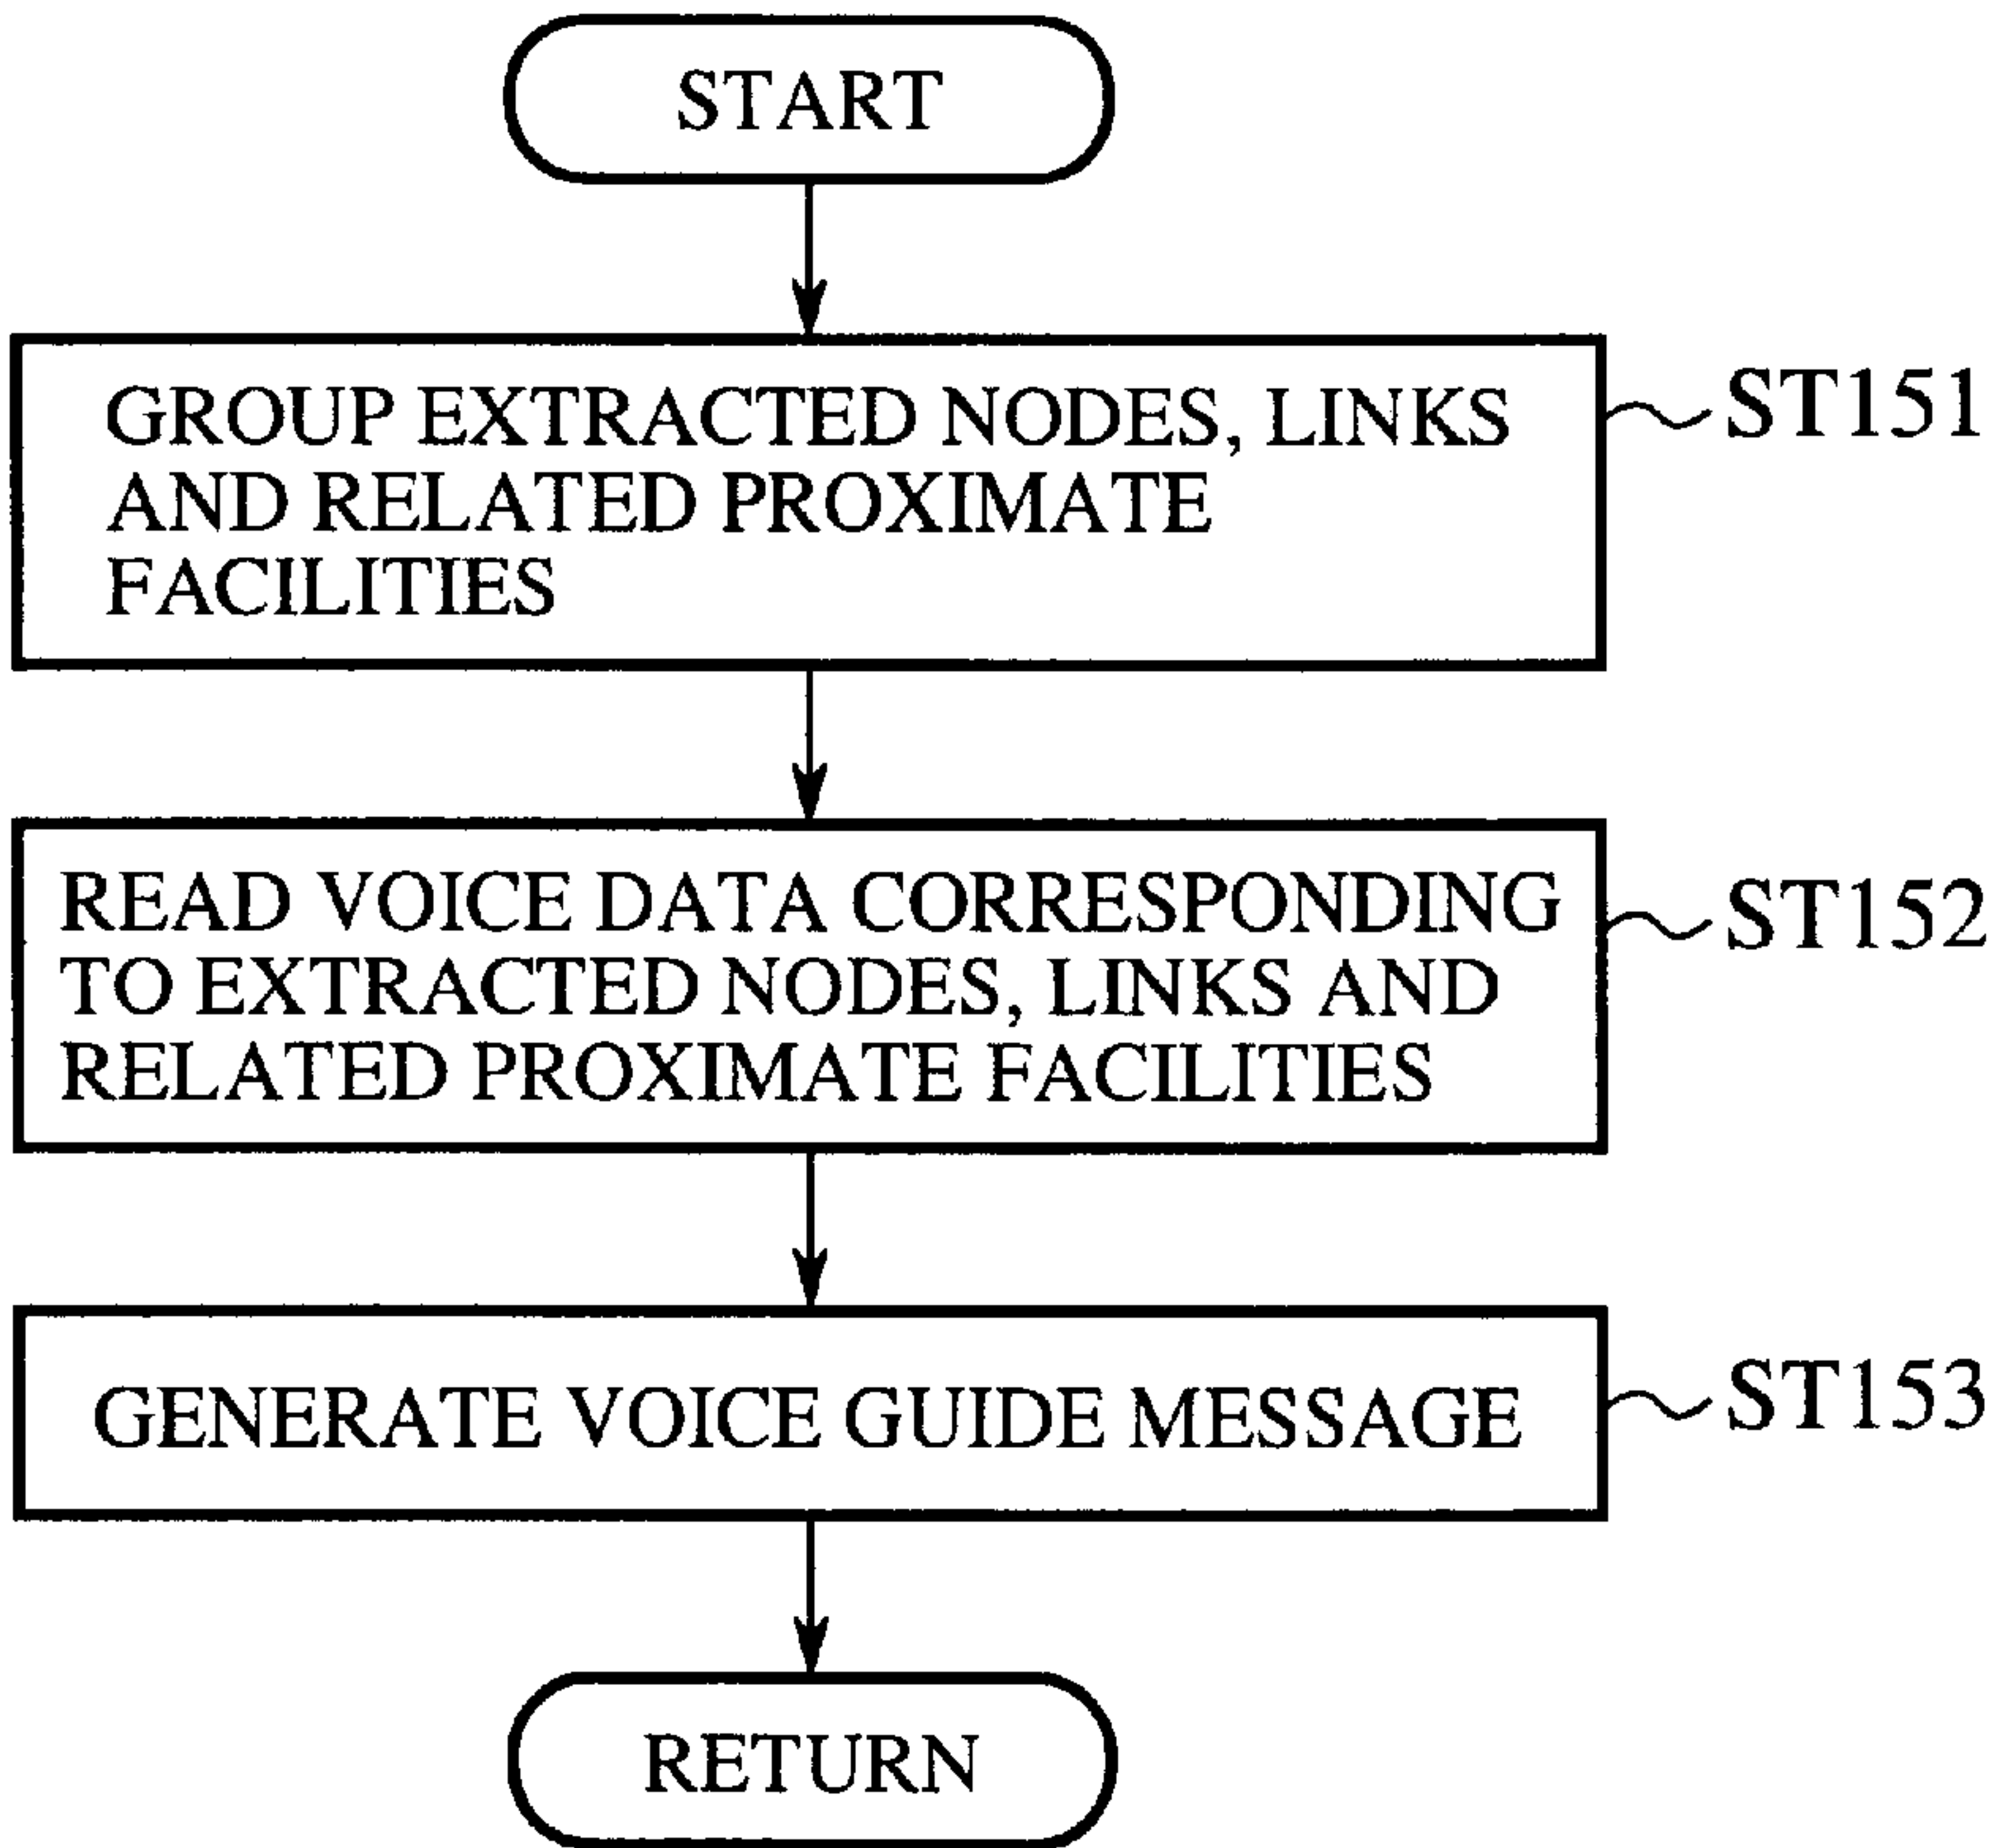 START
GROUP EXTRACTED NODES, LINKS
AND RELATED PROXIMATE
FACILITIES
ST151
READ VOICE DATA CORRESPONDING
TO EXTRACTED NODES, LINKS AND
RELATED PROXIMATE FACILITIES
ST152
GENERATE VOICE GUIDE MESSAGE
ST153
RETURN